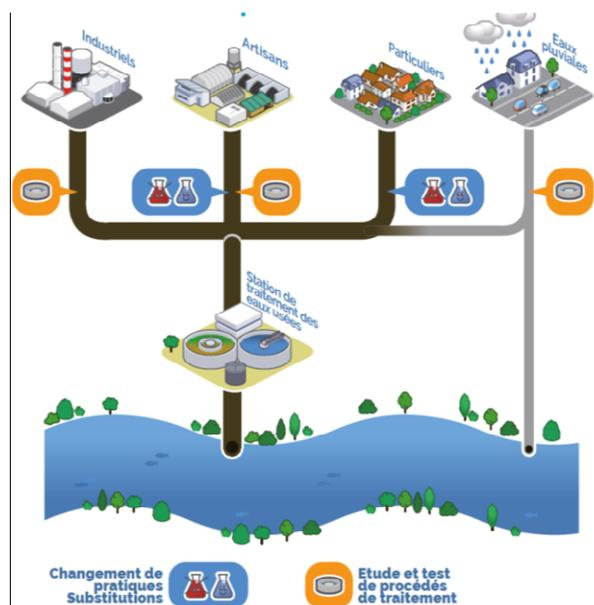 Industriels
Artisans
Particuliers
Eaux
pluviales
Station de
traitement des
eaux usées
Changement de
pratiques
Substitutions
Etude et test
de procédés
de traitement